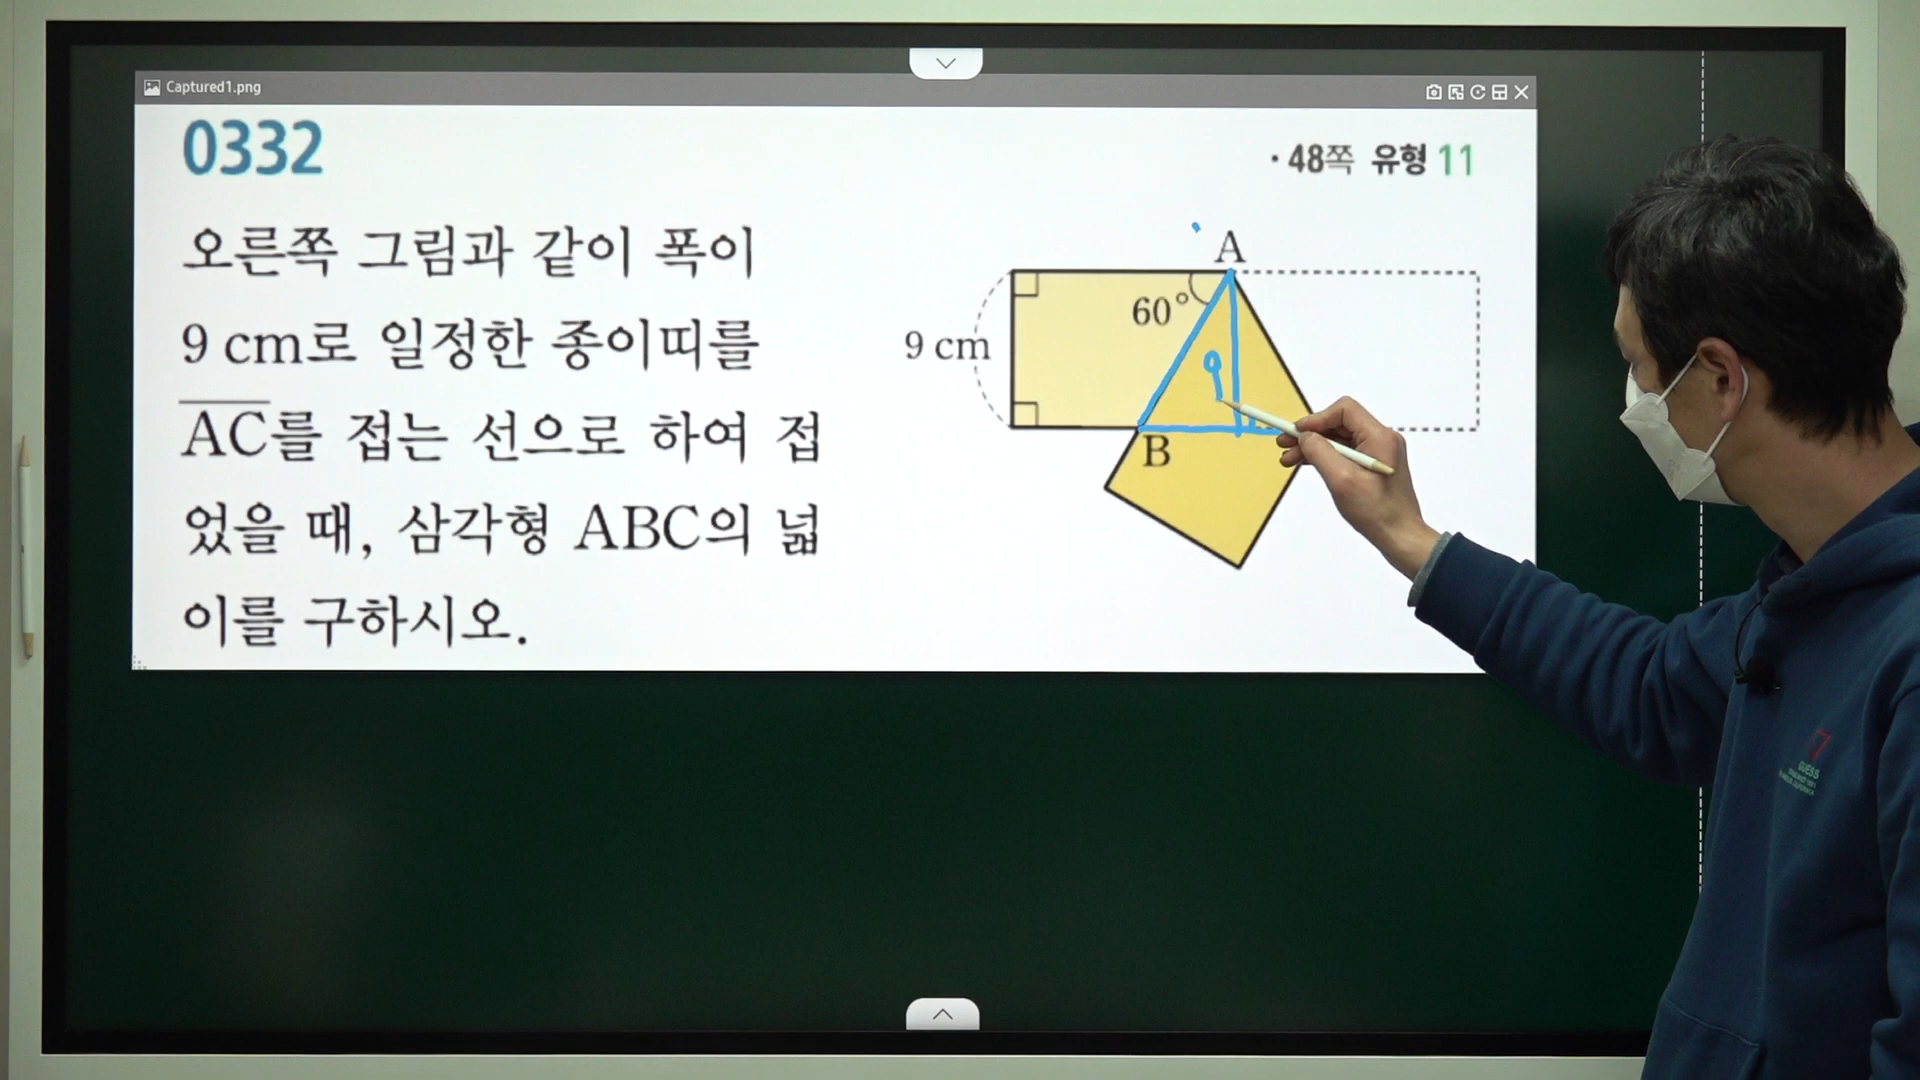 Captured1.png
0332
· 48쪽 유형 11
오른쪽 그림과 같이 폭이
9 cm로 일정한 종이띠를
AC를 접는 선으로 하여 접
었을 때, 삼각형 ABC의 넓
이를 구하시오.
A
60°
9 cm
9
B
GUESS